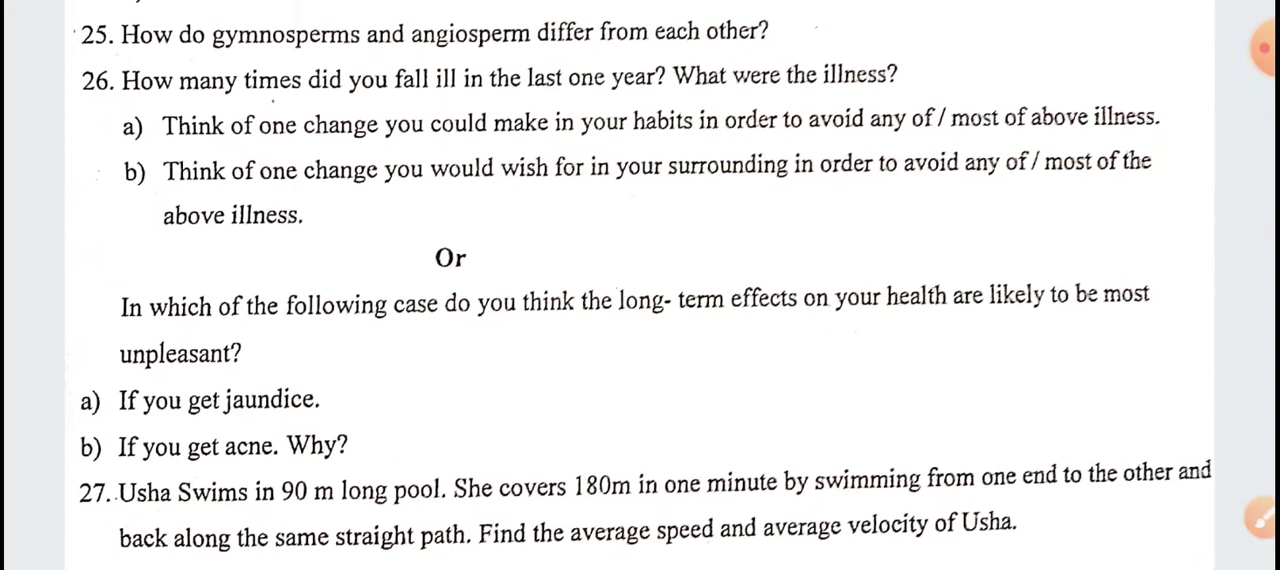 25. How do gymnosperms and angiosperm differ from each other?
26. How many times did you fall ill in the last one year? What were the illness?
a) Think of one change you could make in your habits in order to avoid any of / most of above illness.
b) Think of one change you would wish for in your surrounding in order to avoid any of / most of the
above illness.
Or
In which of the following case do you think the long- term effects on your health are likely to be most
unpleasant?
a) If you get jaundice.
b) If you get acne. Why?
27. Usha Swims in 90 m long pool. She covers 180m in one minute by swimming from one end to the other and
back along the same straight path. Find the average speed and average velocity of Usha.